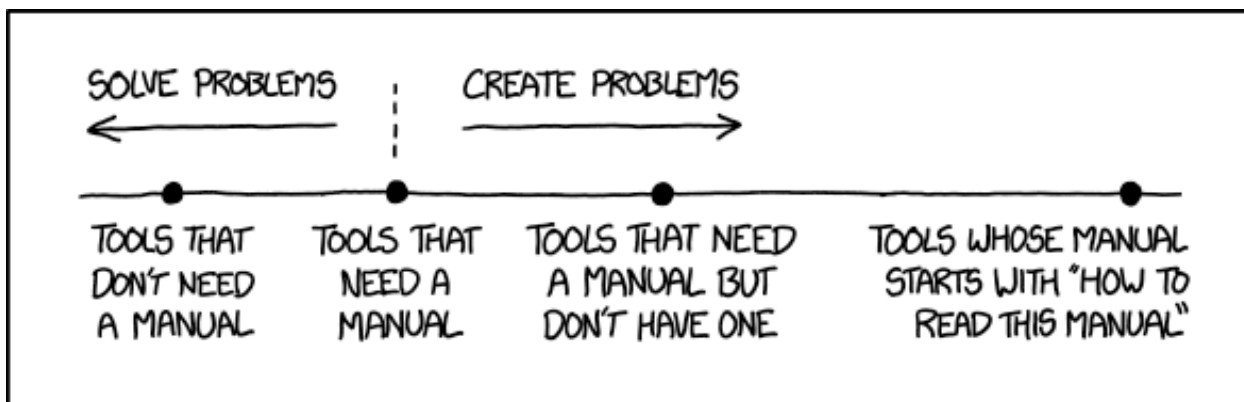 SOLVE PROBLEMS
CREATE PROBLEMS
TOOLS THAT
DON'T NEED
A MANUAL
TOOLS THAT
NEED A
MANUAL
TOOLS THAT NEED
A MANUAL BUT
DON'T HAVE ONE
TOOLS WHOSE MANUAL
STARTS WITH "HOW TO
READ THIS MANUAL"